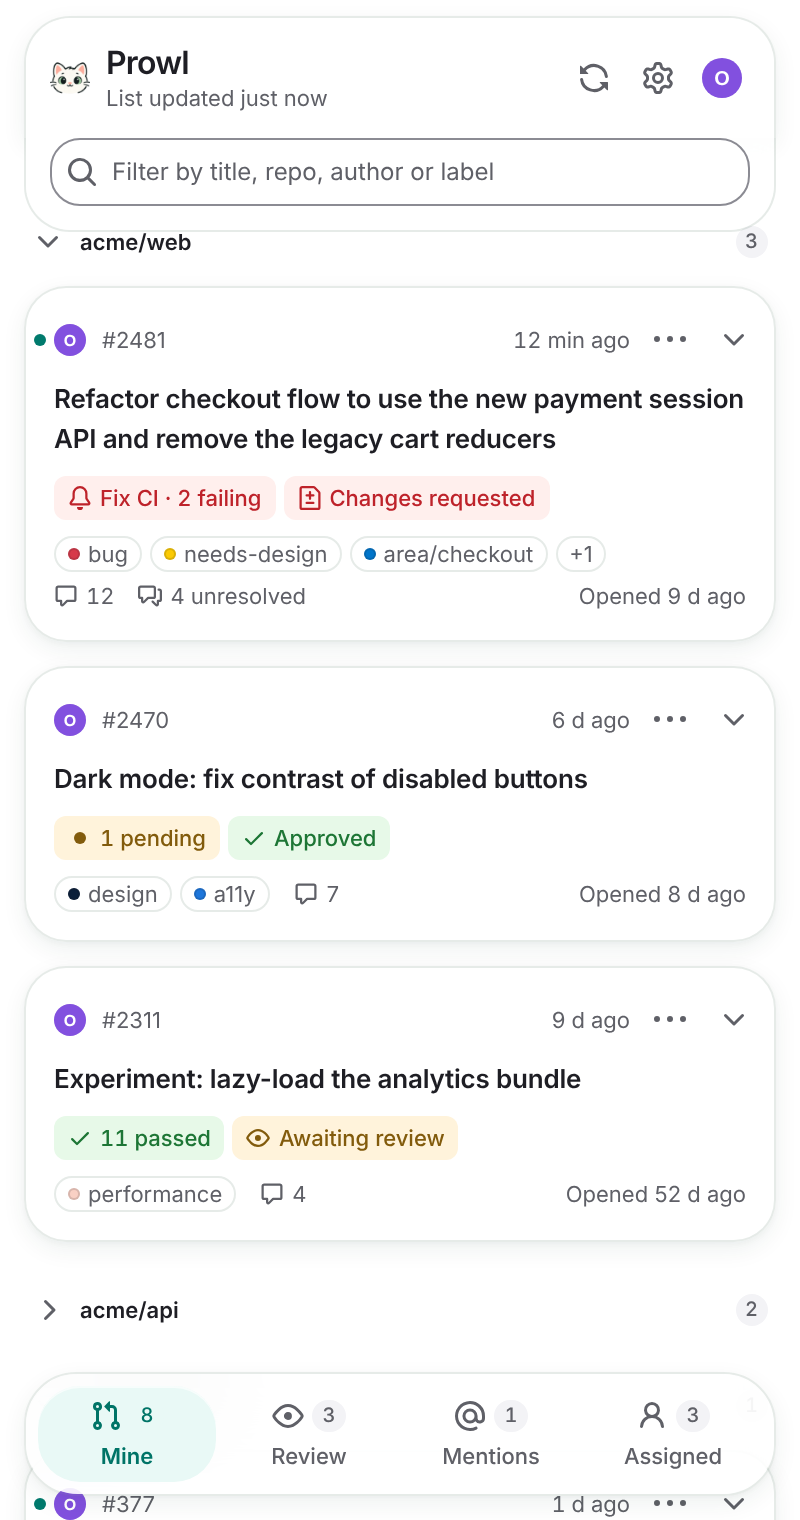 Prowl
List updated just now
O
Filter by title, repo, author or label
acme/web 3
O #2481 12 min ago
Refactor checkout flow to use the new payment session
API and remove the legacy cart reducers
Fix CI · 2 failing Changes requested
bug needs-design area/checkout +1
12 4 unresolved Opened 9 d ago
O #2470 6 d ago
Dark mode: fix contrast of disabled buttons
1 pending Approved
design a11y 7 Opened 8 d ago
O #2311 9 d ago
Experiment: lazy-load the analytics bundle
11 passed Awaiting review
performance 4 Opened 52 d ago
acme/api 2
8 3 1 3 1
Mine Review Mentions Assigned
O #377 1 d ago